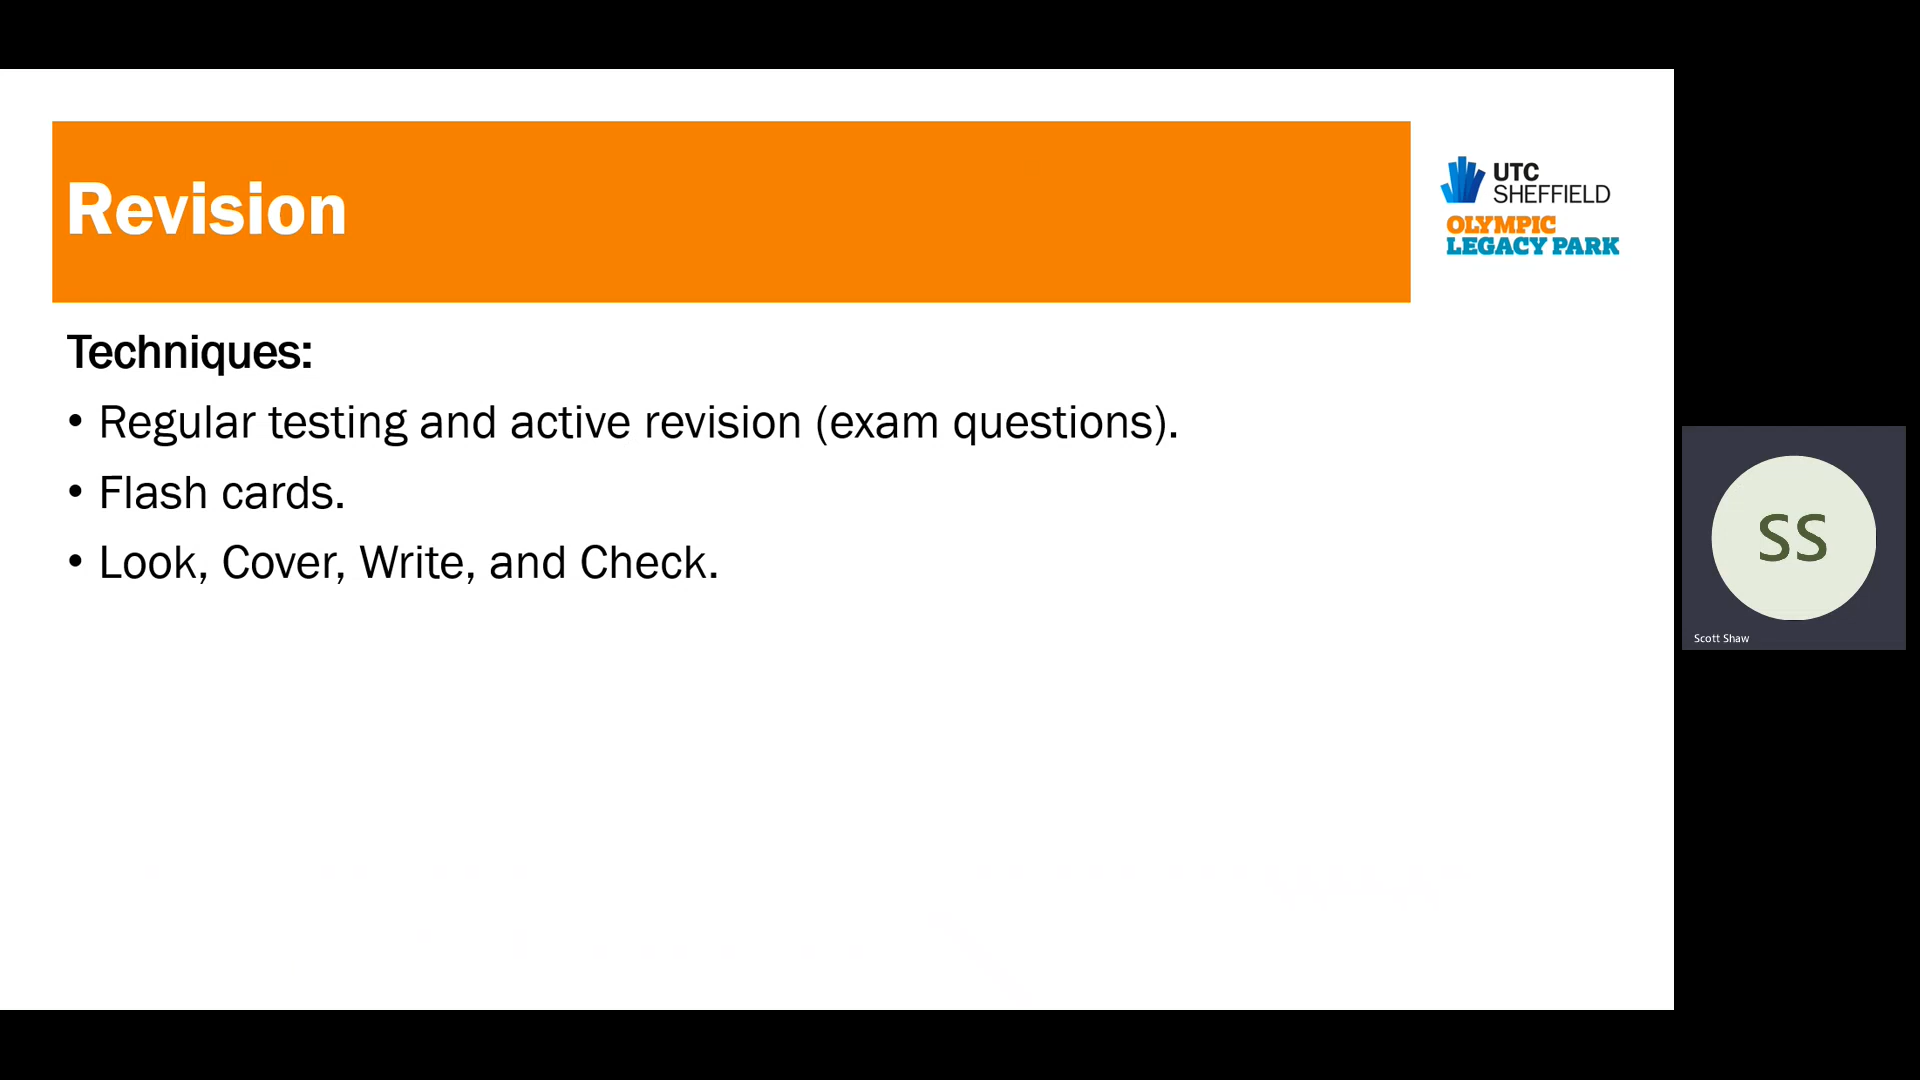 Revision
UTC
SHEFFIELD
OLYMPIC
LEGACY PARK
Techniques:
• Regular testing and active revision (exam questions).
• Flash cards.
• Look, Cover, Write, and Check.
SS
Scott Shaw